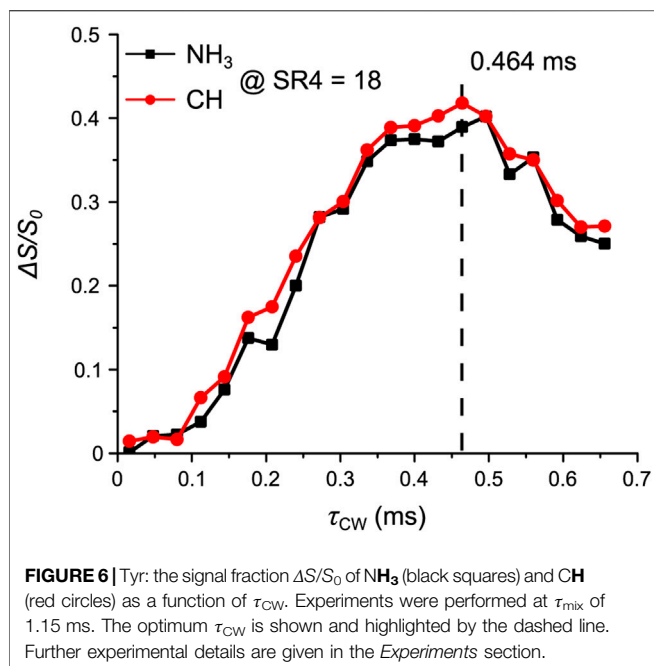 NH₃
CH
@ SR4 = 18
0.464 ms
ΔS/S₀
0.4
0.3
0.2
0.1
0
0 0.1 0.2 0.3 0.4 0.5 0.6 0.7
τCW (ms)
FIGURE 6 | Tyr: the signal fraction ΔS/S₀ of NH₃ (black squares) and CH
(red circles) as a function of τCW. Experiments were performed at τmix of
1.15 ms. The optimum τCW is shown and highlighted by the dashed line.
Further experimental details are given in the Experiments section.